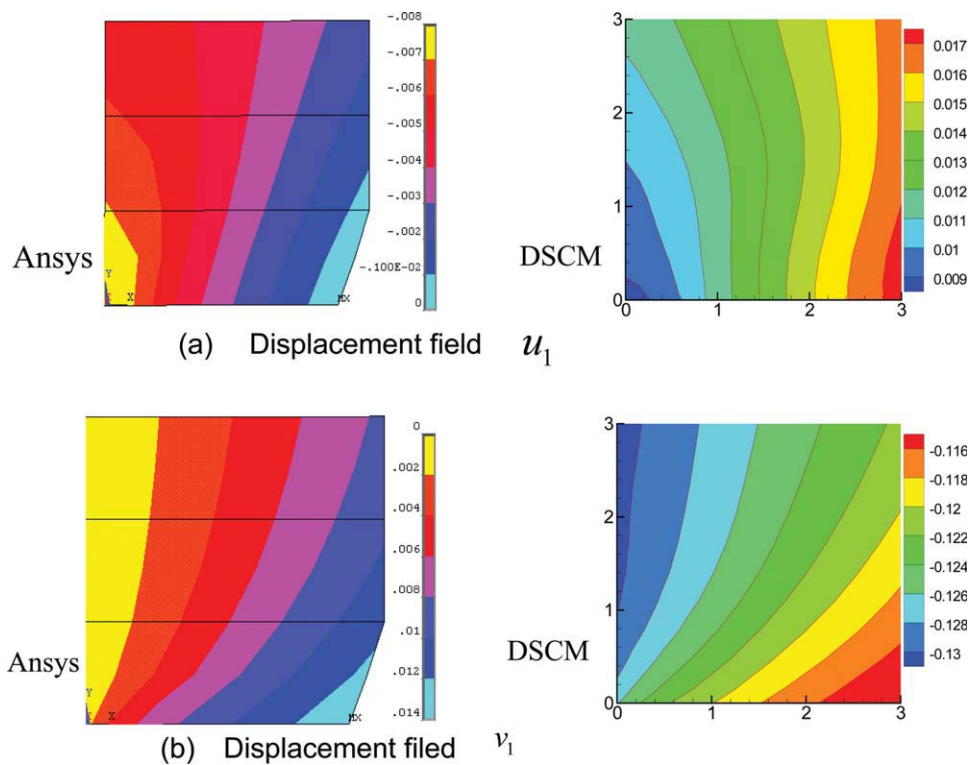 -.008
-.007
-.006
-.005
-.004
-.003
-.002
-.100E-02
0
Ansys
Y
X
MX
3
2
1
0
0 1 2 3
DSCM
0.017
0.016
0.015
0.014
0.013
0.012
0.011
0.01
0.009
(a) Displacement field u₁
0
.002
.004
.006
.008
.01
.012
.014
Ansys
Y
X
MX
3
2
1
0
0 1 2 3
DSCM
-0.116
-0.118
-0.12
-0.122
-0.124
-0.126
-0.128
-0.13
(b) Displacement filed v₁